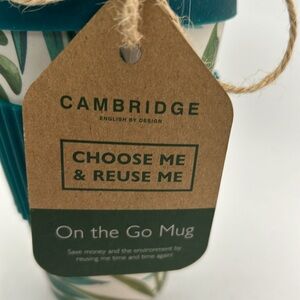 CAMBRIDGE
ENGLISH BY DESIGN
CHOOSE ME
& REUSE ME
On the Go Mug
Save money and the environment by
reusing me time and time again!